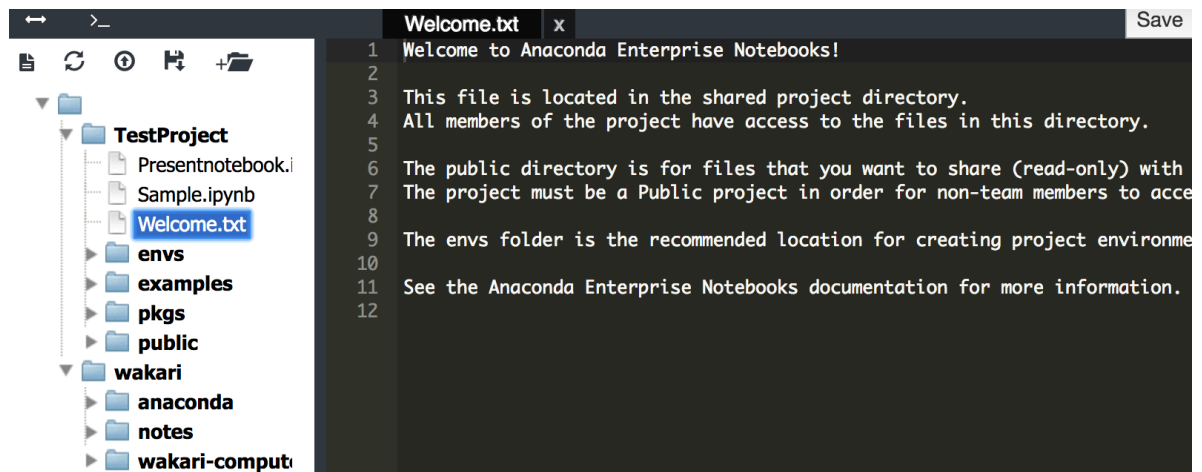 >_
Welcome.txt x Save
TestProject
Presentnotebook.i
Sample.ipynb
Welcome.txt
envs
examples
pkgs
public
wakari
anaconda
notes
wakari-compute
1 Welcome to Anaconda Enterprise Notebooks!
2
3 This file is located in the shared project directory.
4 All members of the project have access to the files in this directory.
5
6 The public directory is for files that you want to share (read-only) with
7 The project must be a Public project in order for non-team members to acce
8
9 The envs folder is the recommended location for creating project environme
10
11 See the Anaconda Enterprise Notebooks documentation for more information.
12